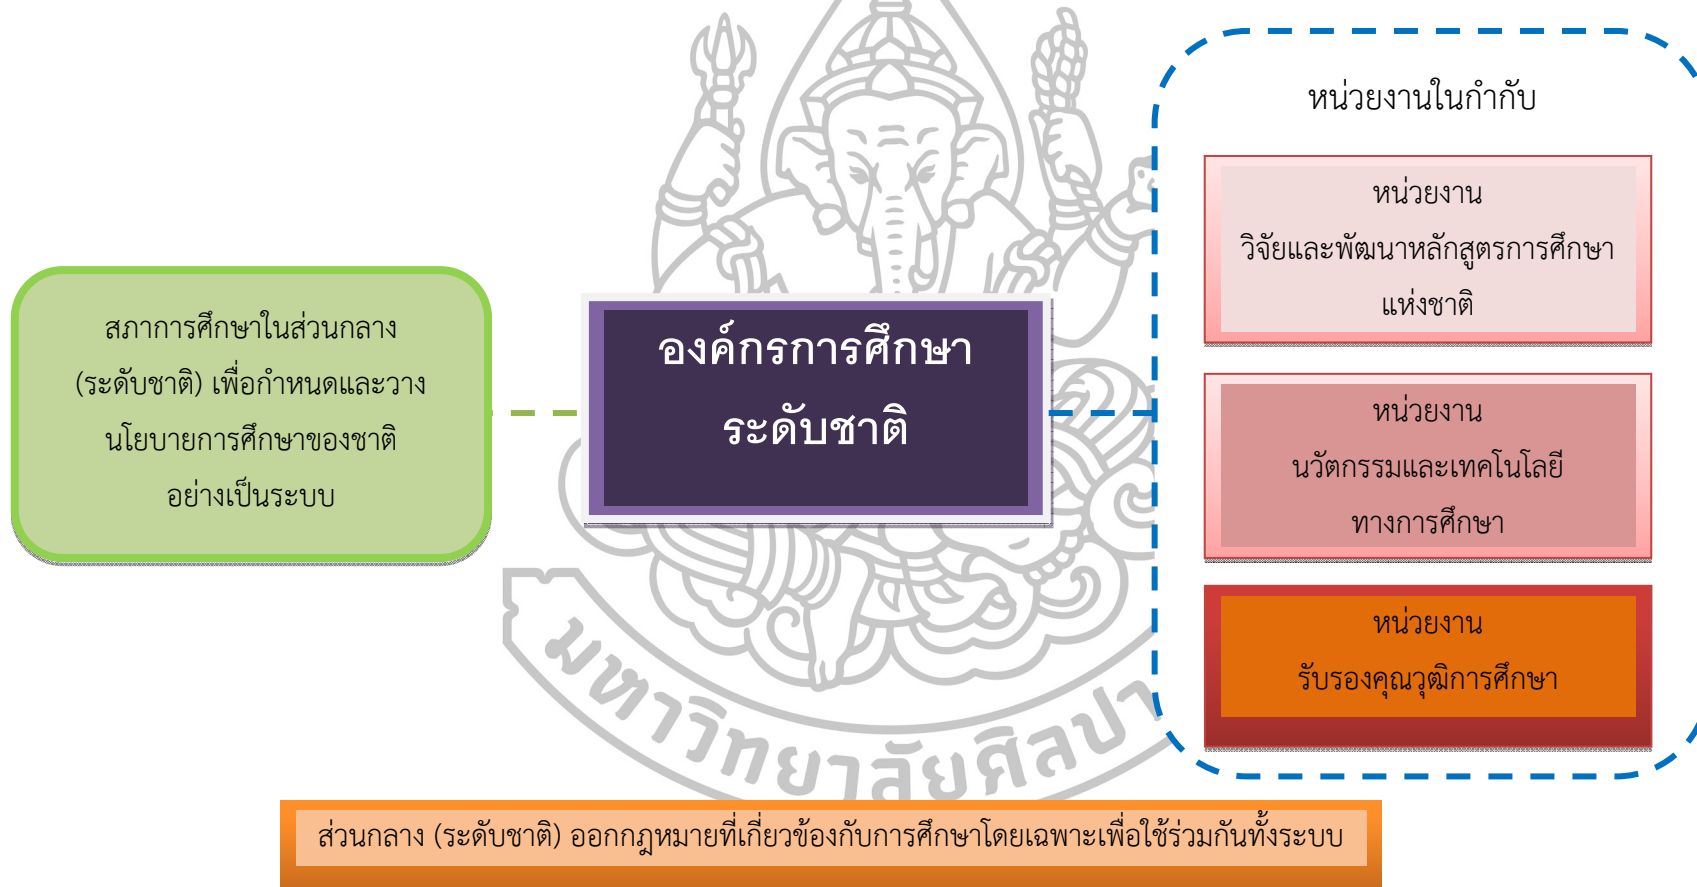 หน่วยงานในกำกับ
หน่วยงาน
วิจัยและพัฒนาหลักสูตรการศึกษา
แห่งชาติ
สภาการศึกษาในส่วนกลาง
(ระดับชาติ) เพื่อกำหนดและวาง
นโยบายการศึกษาของชาติ
อย่างเป็นระบบ
องค์กรการศึกษา
ระดับชาติ
หน่วยงาน
นวัตกรรมและเทคโนโลยี
ทางการศึกษา
หน่วยงาน
รับรองคุณวุฒิการศึกษา
มหาวิทยาลัยศิลปา
ส่วนกลาง (ระดับชาติ) ออกกฎหมายที่เกี่ยวข้องกับการศึกษาโดยเฉพาะเพื่อใช้ร่วมกันทั้งระบบ